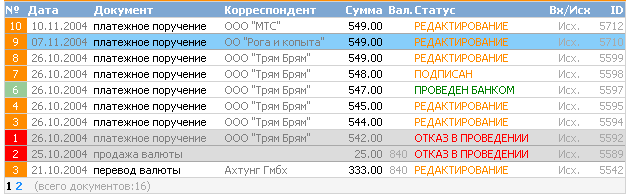 № Дата Документ Корреспондент Сумма Вал. Статус Вх/Исх ID
10 10.11.2004 платежное поручение ООО "МТС" 549.00 РЕДАКТИРОВАНИЕ Исх. 5712
9 07.11.2004 платежное поручение ОО "Рога и копыта" 549.00 РЕДАКТИРОВАНИЕ Исх. 5710
8 26.10.2004 платежное поручение ООО "Трям Брям" 549.00 РЕДАКТИРОВАНИЕ Исх. 5599
7 26.10.2004 платежное поручение ООО "Трям Брям" 548.00 ПОДПИСАН Исх. 5598
6 26.10.2004 платежное поручение ООО "Трям Брям" 547.00 ПРОВЕДЕН БАНКОМ Исх. 5597
4 26.10.2004 платежное поручение ООО "Трям Брям" 545.00 РЕДАКТИРОВАНИЕ Исх. 5595
3 26.10.2004 платежное поручение ООО "Трям Брям" 544.00 РЕДАКТИРОВАНИЕ Исх. 5594
1 26.10.2004 платежное поручение ООО "Трям Брям" 542.00 ОТКАЗ В ПРОВЕДЕНИИ Исх. 5592
2 25.10.2004 продажа валюты 25.00 840 ОТКАЗ В ПРОВЕДЕНИИ Исх. 5589
3 21.10.2004 перевод валюты Ахтунг Гмбх 333.00 840 РЕДАКТИРОВАНИЕ Исх. 5542
1 2 (всего документов:16)